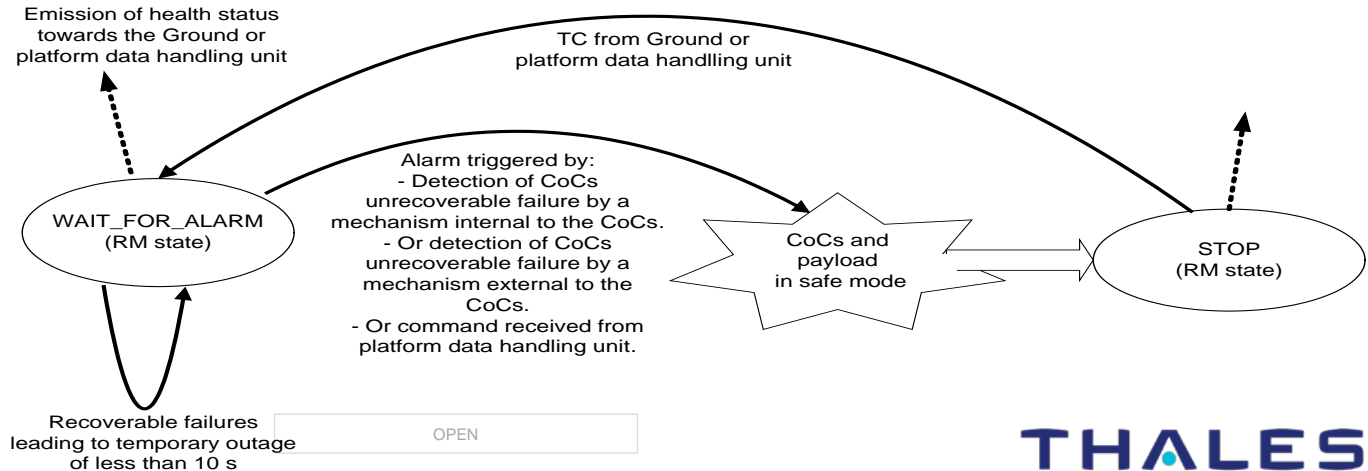 Emission of health status
towards the Ground or
platform data handling unit
TC from Ground or
platform data handlling unit
WAIT_FOR_ALARM
(RM state)
Alarm triggered by:
- Detection of CoCs
unrecoverable failure by a
mechanism internal to the CoCs.
- Or detection of CoCs
unrecoverable failure by a
mechanism external to the
CoCs.
- Or command received from
platform data handling unit.
CoCs and
payload
in safe mode
STOP
(RM state)
Recoverable failures
leading to temporary outage
of less than 10 s
OPEN
THALES